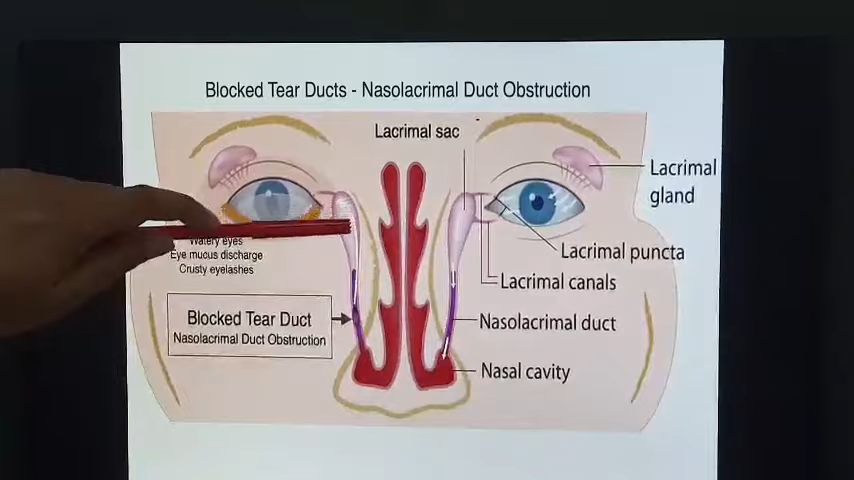 Blocked Tear Ducts - Nasolacrimal Duct Obstruction
Lacrimal sac
Lacrimal
gland
Watery eyes
Eye mucus discharge
Crusty eyelashes
Lacrimal puncta
Lacrimal canals
Blocked Tear Duct
Nasolacrimal Duct Obstruction
Nasolacrimal duct
Nasal cavity